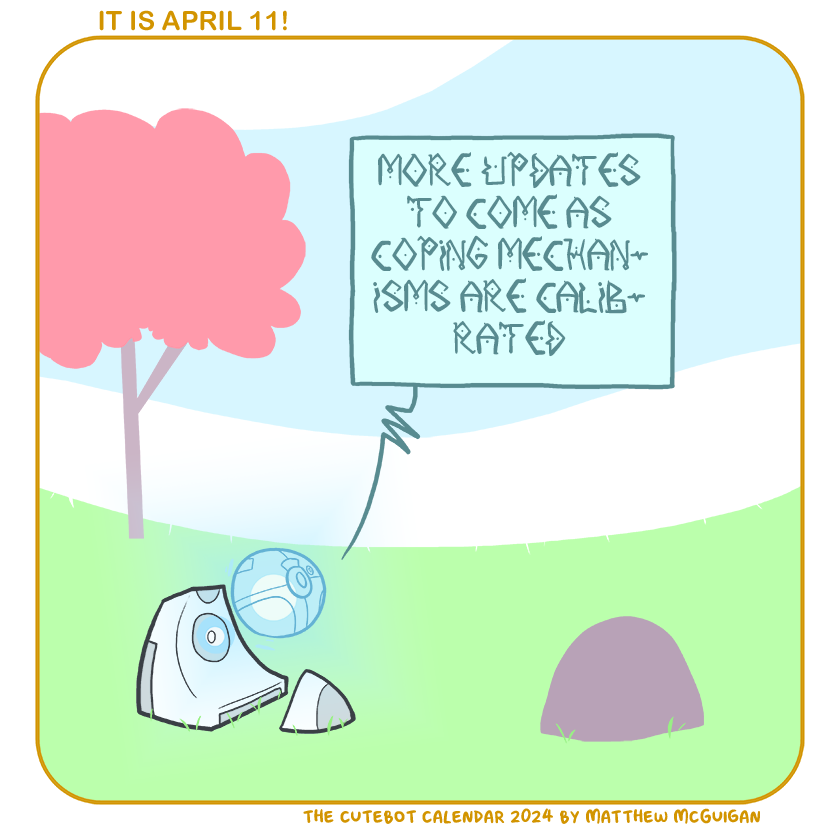 IT IS APRIL 11!
MORE UPDATES
TO COME AS
COPING MECHAN-
ISMS ARE CALIB-
RATED
THE CUTEBOT CALENDAR 2024 BY MATTHEW MCGUIGAN